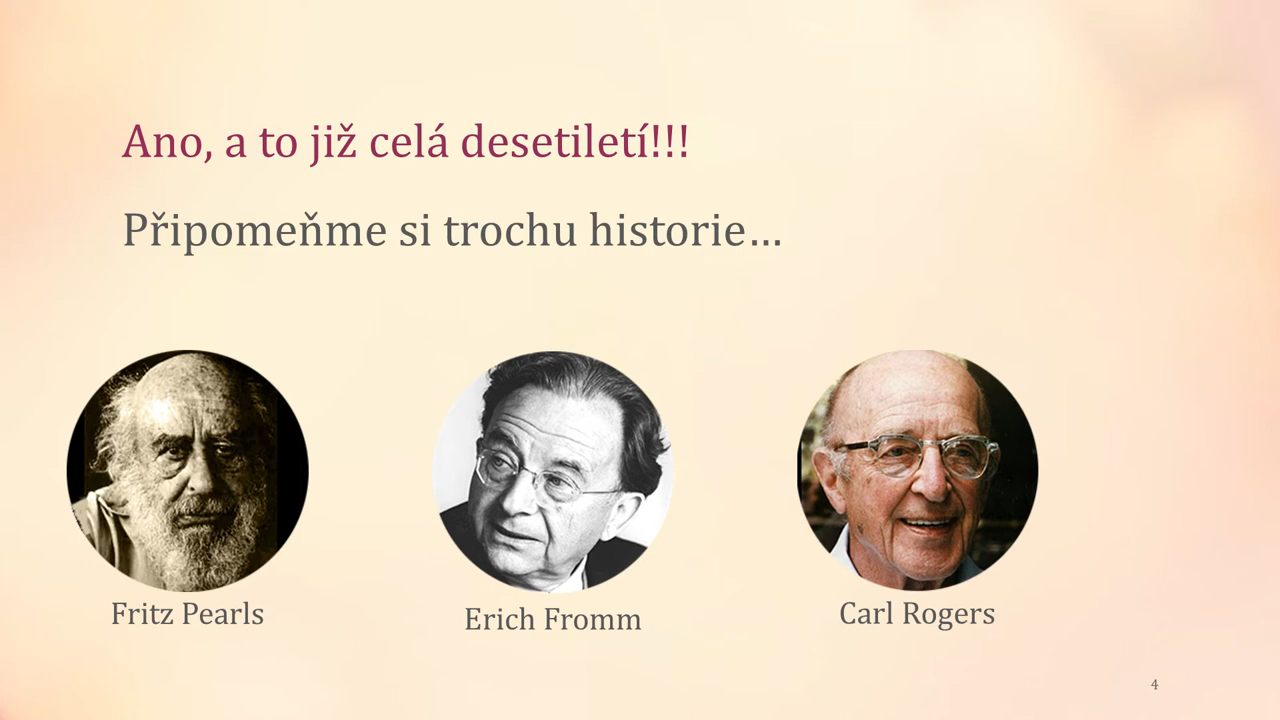 Ano, a to již celá desetiletí!!!
Připomeňme si trochu historie…
Fritz Pearls
Erich Fromm
Carl Rogers
4